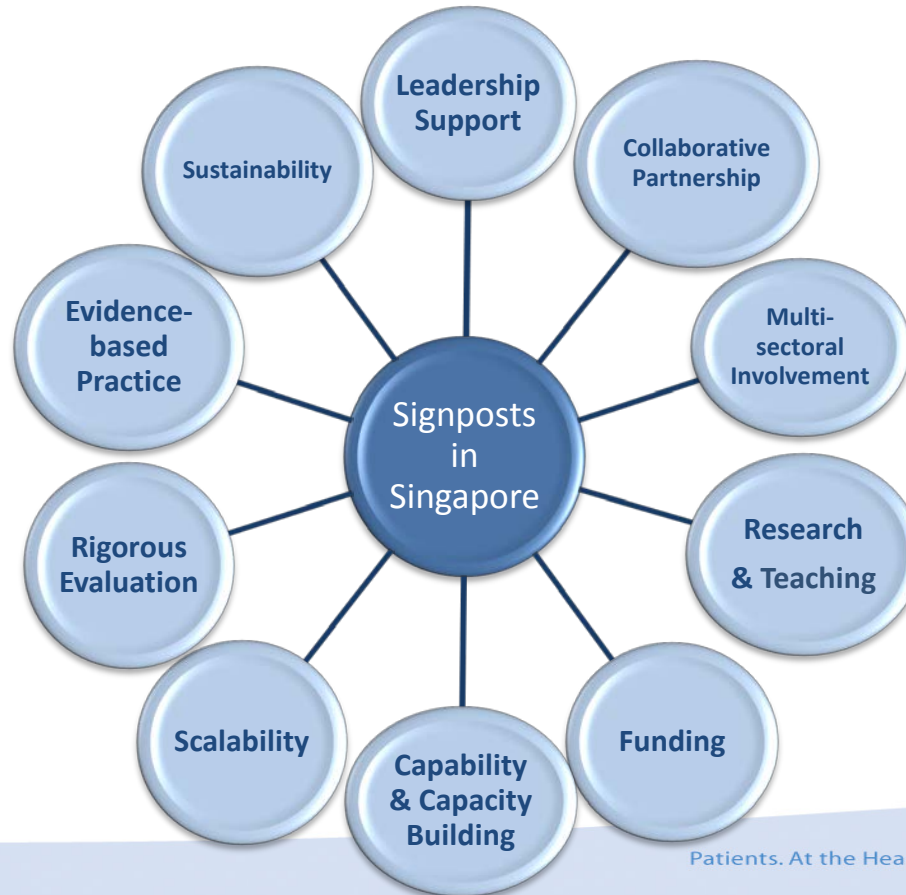 Leadership
Support
Collaborative
Partnership
Multi-
sectoral
Involvement
Research
& Teaching
Funding
Capability
& Capacity
Building
Scalability
Rigorous
Evaluation
Evidence-
based
Practice
Sustainability
Signposts
in
Singapore
Patients. At the Hea